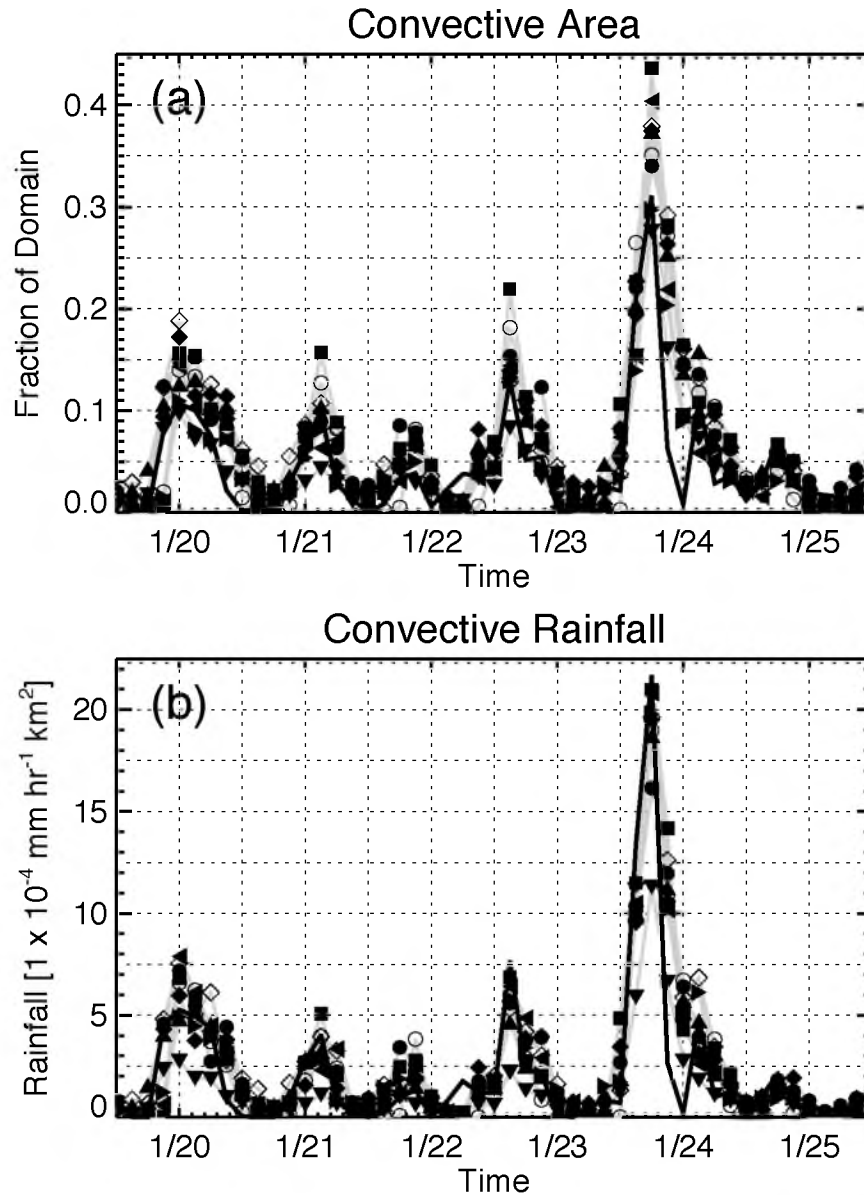 Convective Area
(a)
0.4
0.3
0.2
0.1
0.0
Fraction of Domain
1/20 1/21 1/22 1/23 1/24 1/25
Time
Convective Rainfall
(b)
20
15
10
5
0
Rainfall [1 x 10⁻⁴ mm hr⁻¹ km²]
1/20 1/21 1/22 1/23 1/24 1/25
Time